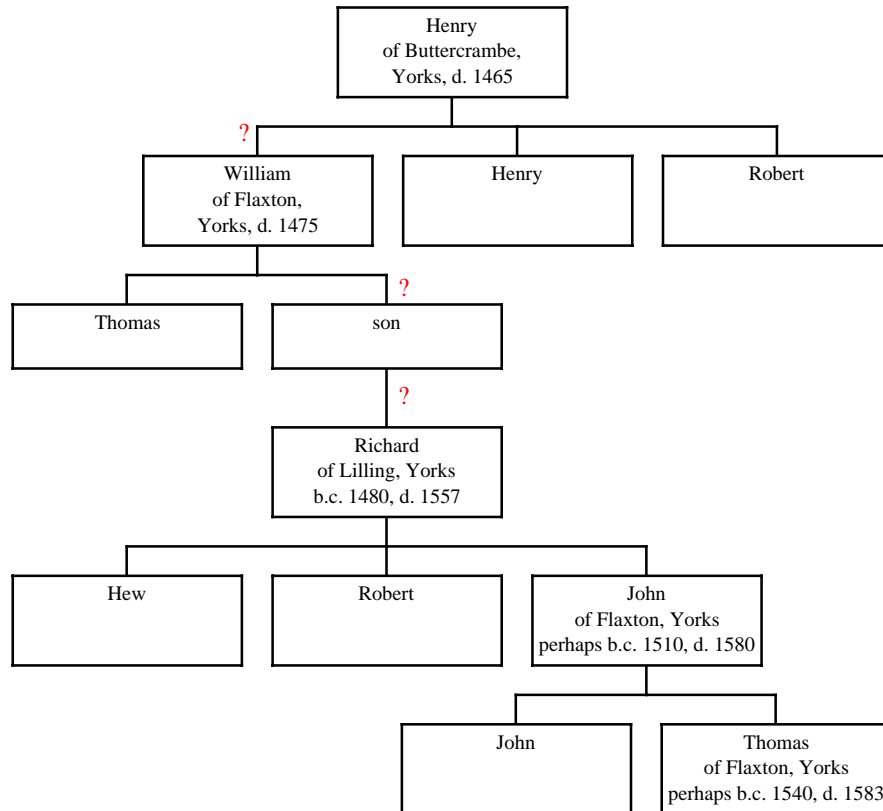 Henry
of Buttercrambe,
Yorks, d. 1465
?
William
of Flaxton,
Yorks, d. 1475
Henry
Robert
?
Thomas
son
?
Richard
of Lilling, Yorks
b.c. 1480, d. 1557
Hew
Robert
John
of Flaxton, Yorks
perhaps b.c. 1510, d. 1580
John
Thomas
of Flaxton, Yorks
perhaps b.c. 1540, d. 1583